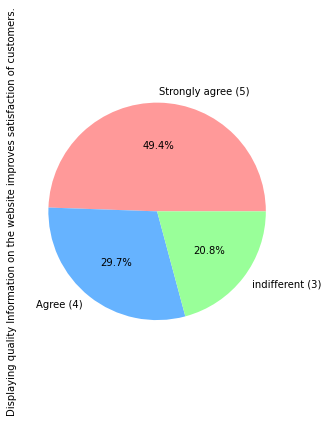 Displaying quality Information on the website improves satisfaction of customers.
Strongly agree (5)
49.4%
29.7%
20.8%
Agree (4)
indifferent (3)